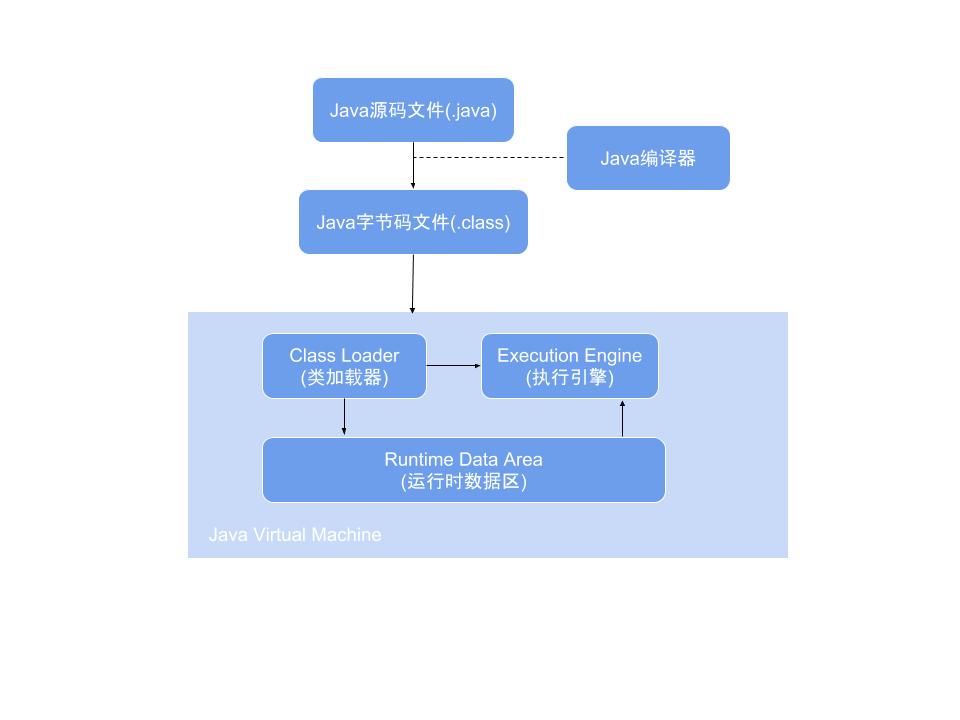 Java源码文件(.java)
Java编译器
Java字节码文件(.class)
Class Loader
(类加载器)
Execution Engine
(执行引擎)
Runtime Data Area
(运行时数据区)
Java Virtual Machine